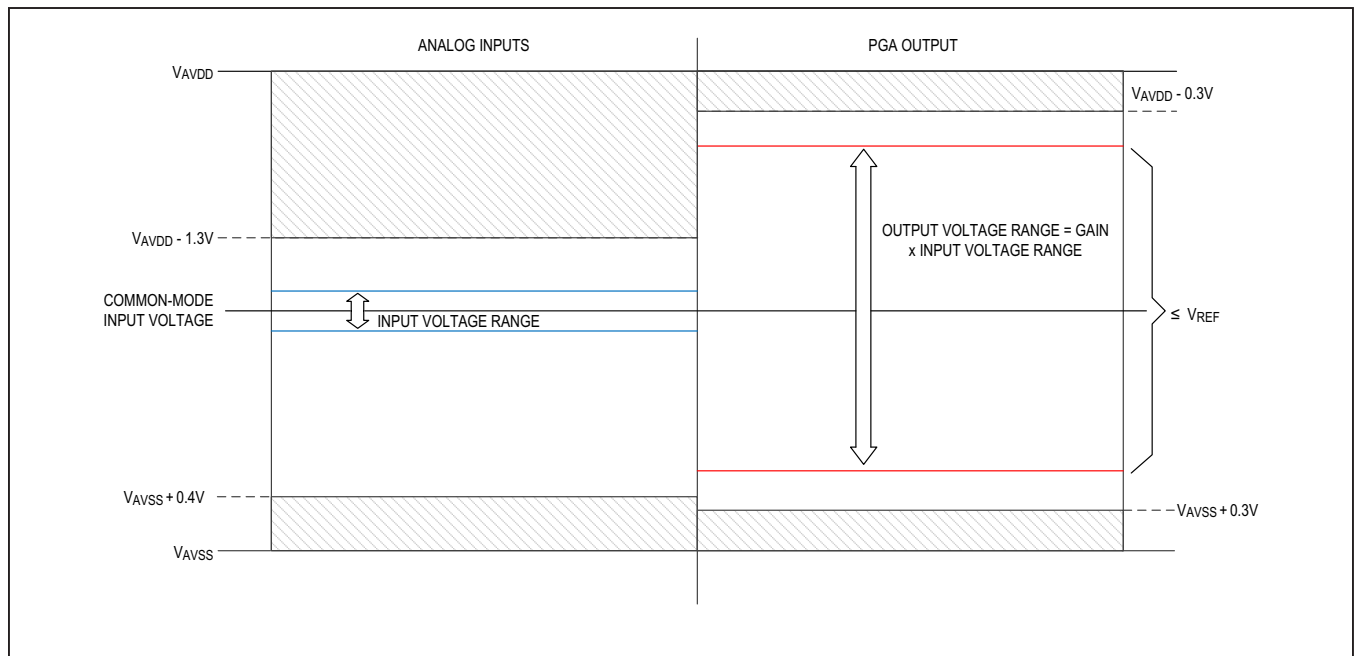 ANALOG INPUTS
PGA OUTPUT
VAVDD
VAVDD - 0.3V
VAVDD - 1.3V
OUTPUT VOLTAGE RANGE = GAIN
x INPUT VOLTAGE RANGE
COMMON-MODE
INPUT VOLTAGE
INPUT VOLTAGE RANGE
≤ VREF
VAVSS + 0.4V
VAVSS + 0.3V
VAVSS